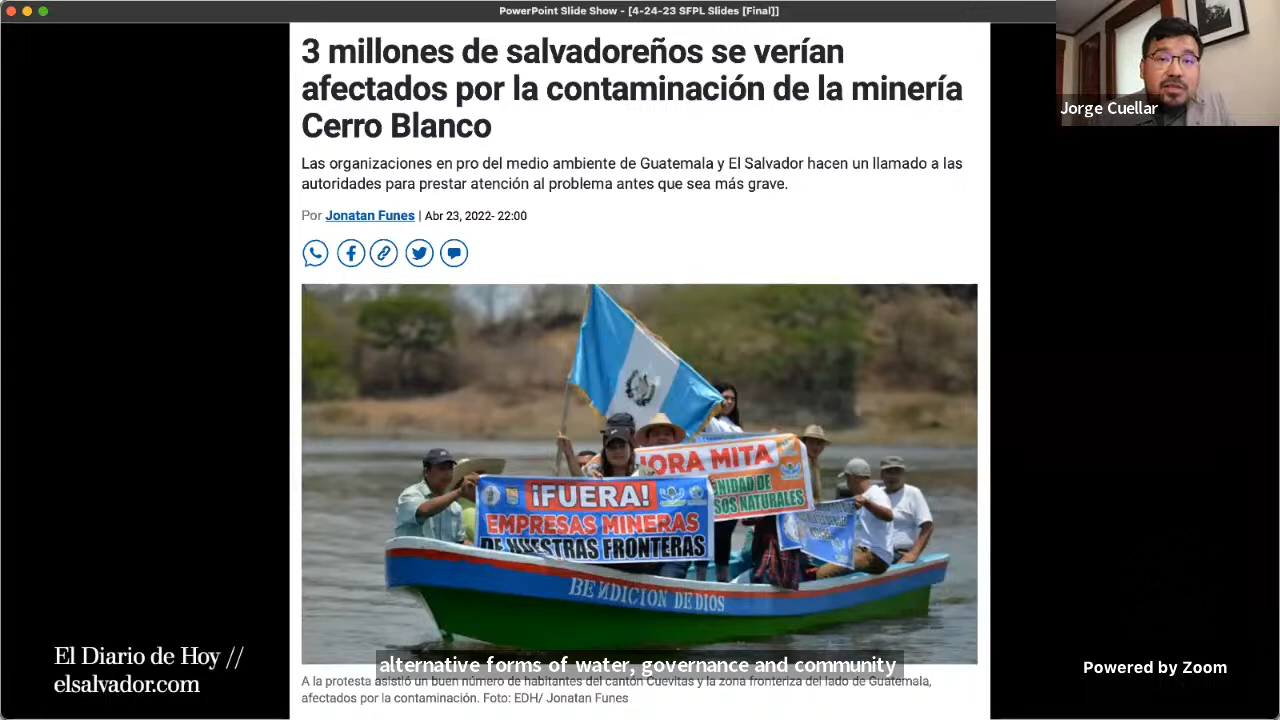 PowerPoint Slide Show - [4-24-23 SFPL Slides [Final]]
3 millones de salvadoreños se verían
afectados por la contaminación de la minería
Cerro Blanco
Las organizaciones en pro del medio ambiente de Guatemala y El Salvador hacen un llamado a las
autoridades para prestar atención al problema antes que sea más grave.
Por Jonatan Funes | Abr 23, 2022- 22:00
Jorge Cuellar
ORA MITA
NIDAD DE
SOS NATURALES
¡FUERA!
EMPRESAS MINERAS
DE NUESTRAS FRONTERAS
BENDICION DE DIOS
El Diario de Hoy //
elsalvador.com
alternative forms of water, governance and community
Powered by Zoom
A la protesta asistió un buen número de habitantes del cantón Cuevitas y la zona fronteriza del lado de Guatemala,
afectados por la contaminación. Foto: EDH/ Jonatan Funes